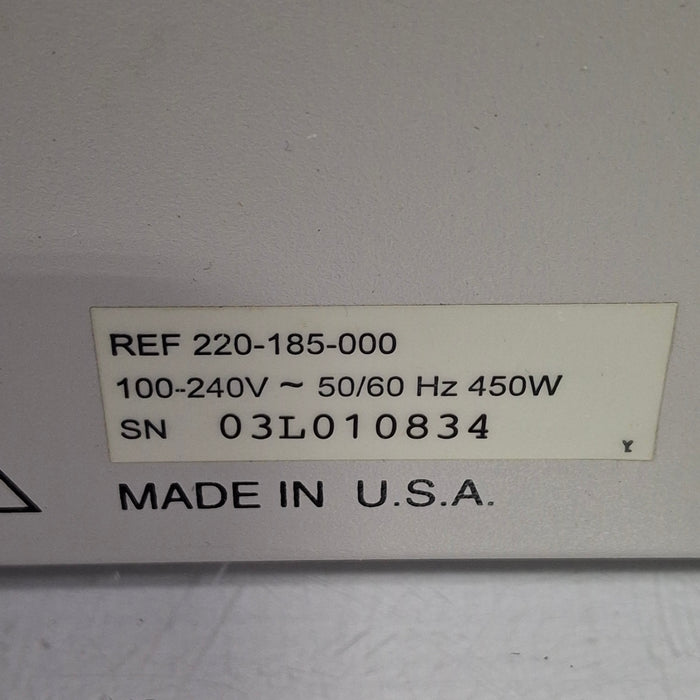 REF 220-185-000
100-240V ~ 50/60 Hz 450W
SN 03L010834
Y
MADE IN U.S.A.